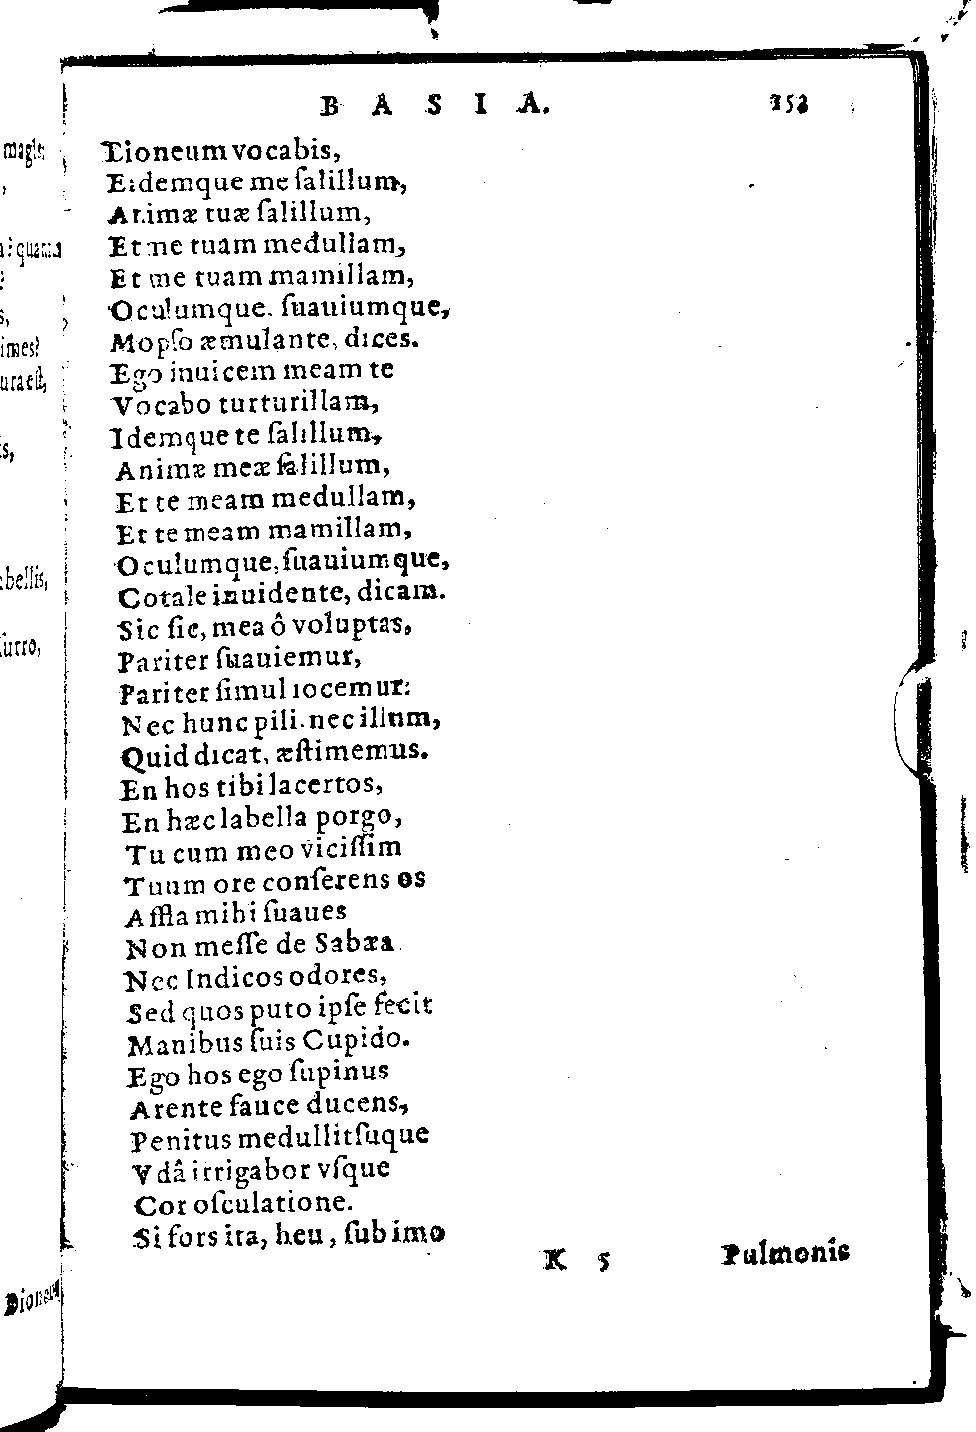 BASIA. 153
Dioneum vocabis,
Eidemque me ſalillum,
Animæ tuæ ſalillum,
Et me tuam medullam,
Et me tuam mamillam,
Oculumque, ſuauiumque,
Mopſo æmulante, dices.
Ego inuicem meam te
Vocabo turturillam,
Idemque te ſalillum,
Animæ meæ ſalillum,
Et te meam medullam,
Et te meam mamillam,
Oculumque, ſuauiumque,
Cotale inuidente, dicam.
Sic ſic, mea ô voluptas,
Pariter ſuauiemur,
Pariter ſimul iocemur:
Nec hunc pili, nec illum,
Quid dicat, æſtimemus.
En hos tibi lacertos,
En hæc labella porgo,
Tu cum meo viciſſim
Tuum ore conferens os
Affla mihi ſuaues
Non meſſe de Sabæa
Nec Indicos odores,
Sed quos puto ipſe fecit
Manibus ſuis Cupido.
Ego hos ego ſupinus
Arente fauce ducens,
Penitus medullitſuque
Vdâ irrigabor vſque
Cor oſculatione.
Si fors ita, heu, ſub imo
K 5 Pulmonis